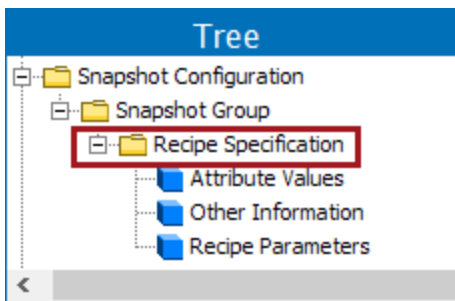 Tree
Snapshot Configuration
Snapshot Group
Recipe Specification
Attribute Values
Other Information
Recipe Parameters